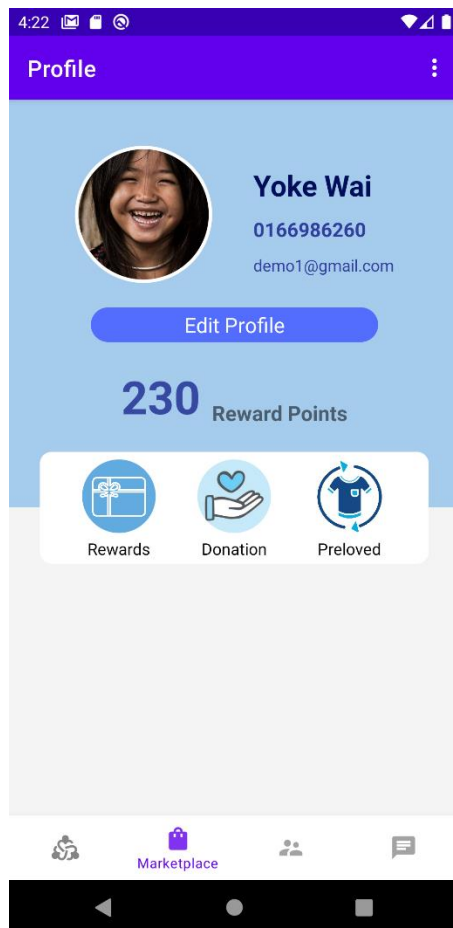 4:22
Profile
Yoke Wai
0166986260
demo1@gmail.com
Edit Profile
230 Reward Points
Rewards Donation Preloved
Marketplace